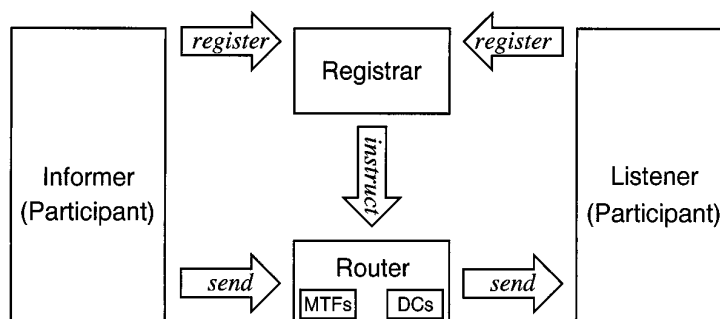 register
register
Registrar
instruct
Informer
(Participant)
Listener
(Participant)
Router
send
send
MTFs
DCs